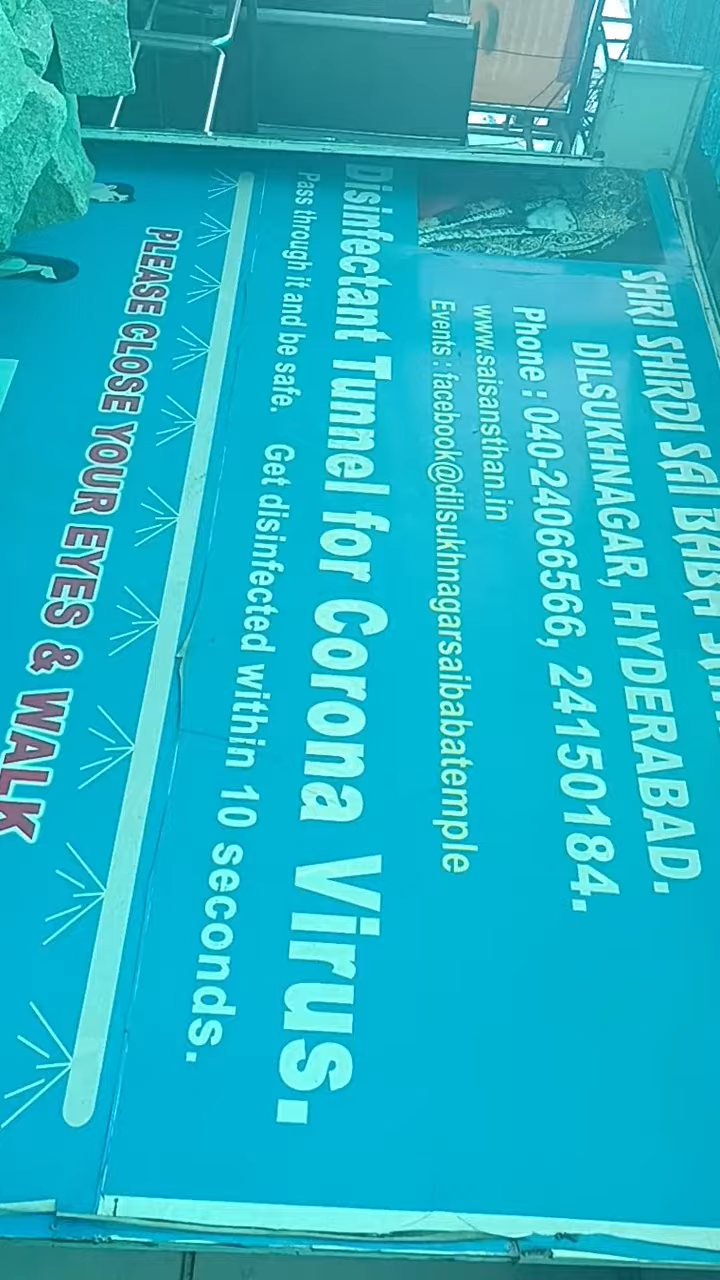 SHRI SHIRDI SAI BABA
DILSUKHNAGAR, HYDERABAD.
Phone : 040-24066566, 24150184.
www.saisansthan.in
Events : facebook@dilsukhnagarsaibabatemple
Disinfectant Tunnel for Corona Virus.
Pass through it and be safe. Get disinfected within 10 seconds.
PLEASE CLOSE YOUR EYES & WALK